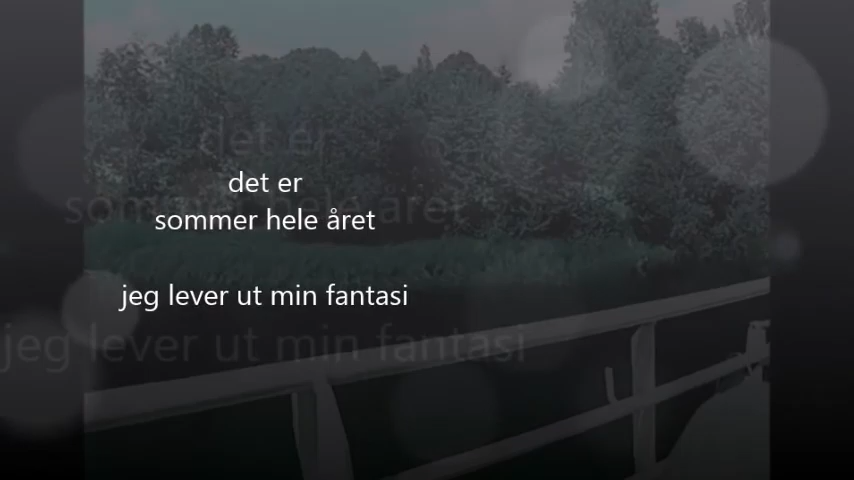 det er
sommer hele året
jeg lever ut min fantasi